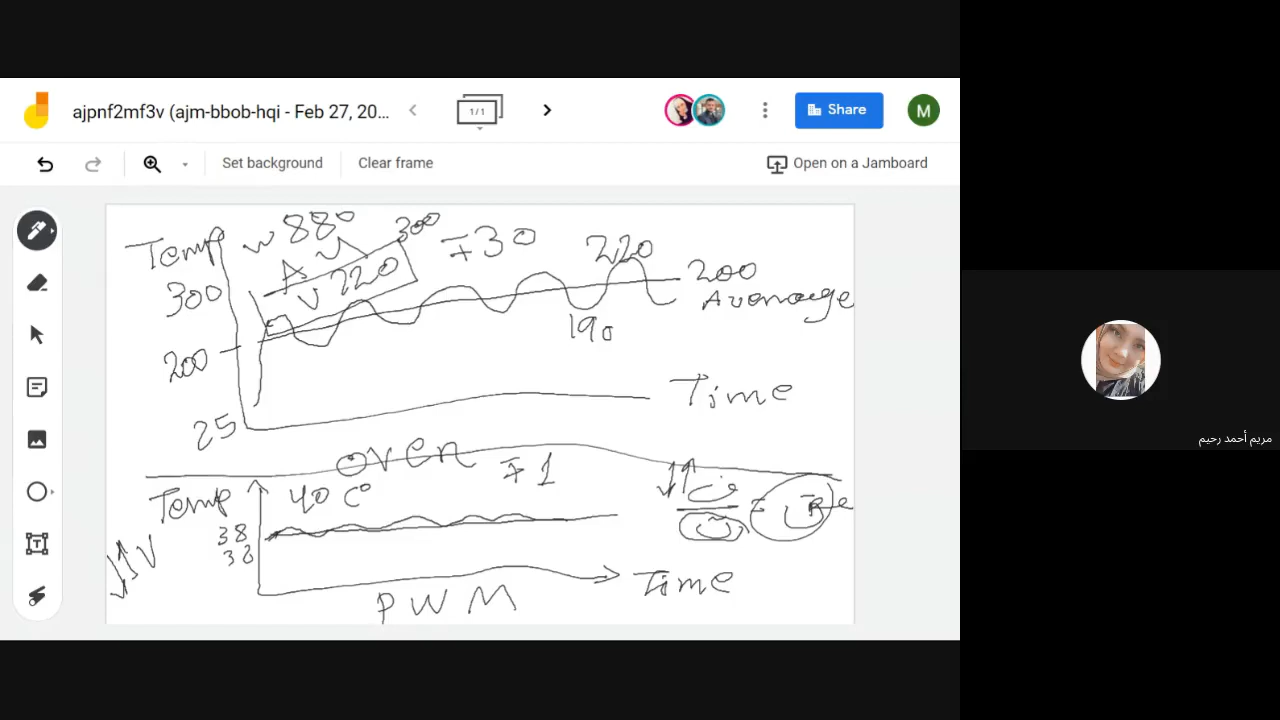 ajpnf2mf3v (ajm-bbob-hqi - Feb 27, 20...
1/1
Share
M
Set background
Clear frame
Open on a Jamboard
Temp
w 880
300
∓30
220
300
A
V 220
200
Average
190
200
Time
25
oven
∓1
Temp
40 C°
38
38
V
Time
PWM
مريم أحمد رحيم